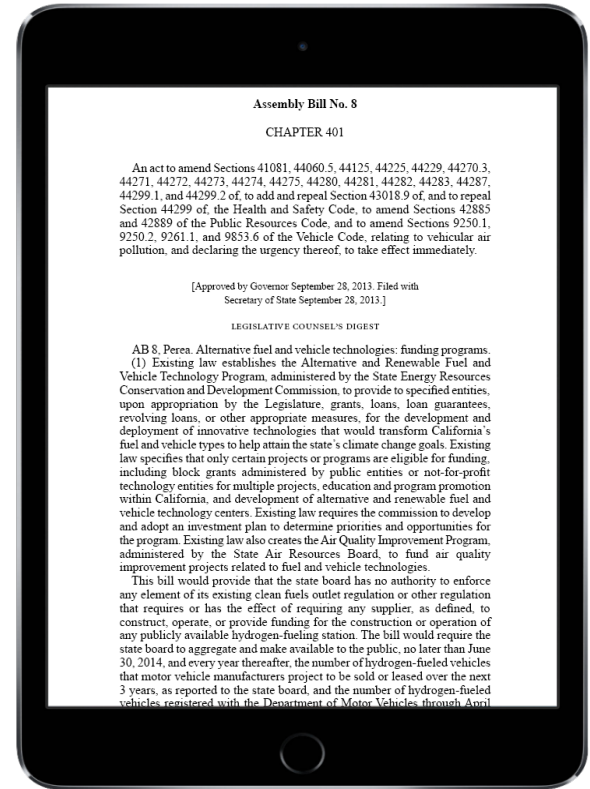 Assembly Bill No. 8
CHAPTER 401
An act to amend Sections 41081, 44060.5, 44125, 44225, 44229, 44270.3,
44271, 44272, 44273, 44274, 44275, 44280, 44281, 44282, 44283, 44287,
44299.1, and 44299.2 of, to add and repeal Section 43018.9 of, and to repeal
Section 44299 of, the Health and Safety Code, to amend Sections 42885
and 42889 of the Public Resources Code, and to amend Sections 9250.1,
9250.2, 9261.1, and 9853.6 of the Vehicle Code, relating to vehicular air
pollution, and declaring the urgency thereof, to take effect immediately.
[Approved by Governor September 28, 2013. Filed with
Secretary of State September 28, 2013.]
LEGISLATIVE COUNSEL'S DIGEST
AB 8, Perea. Alternative fuel and vehicle technologies: funding programs.
(1) Existing law establishes the Alternative and Renewable Fuel and
Vehicle Technology Program, administered by the State Energy Resources
Conservation and Development Commission, to provide to specified entities,
upon appropriation by the Legislature, grants, loans, loan guarantees,
revolving loans, or other appropriate measures, for the development and
deployment of innovative technologies that would transform California's
fuel and vehicle types to help attain the state's climate change goals. Existing
law specifies that only certain projects or programs are eligible for funding,
including block grants administered by public entities or not-for-profit
technology entities for multiple projects, education and program promotion
within California, and development of alternative and renewable fuel and
vehicle technology centers. Existing law requires the commission to develop
and adopt an investment plan to determine priorities and opportunities for
the program. Existing law also creates the Air Quality Improvement Program,
administered by the State Air Resources Board, to fund air quality
improvement projects related to fuel and vehicle technologies.
This bill would provide that the state board has no authority to enforce
any element of its existing clean fuels outlet regulation or other regulation
that requires or has the effect of requiring any supplier, as defined, to
construct, operate, or provide funding for the construction or operation of
any publicly available hydrogen-fueling station. The bill would require the
state board to aggregate and make available to the public, no later than June
30, 2014, and every year thereafter, the number of hydrogen-fueled vehicles
that motor vehicle manufacturers project to be sold or leased over the next
3 years, as reported to the state board, and the number of hydrogen-fueled
vehicles registered with the Department of Motor Vehicles through April